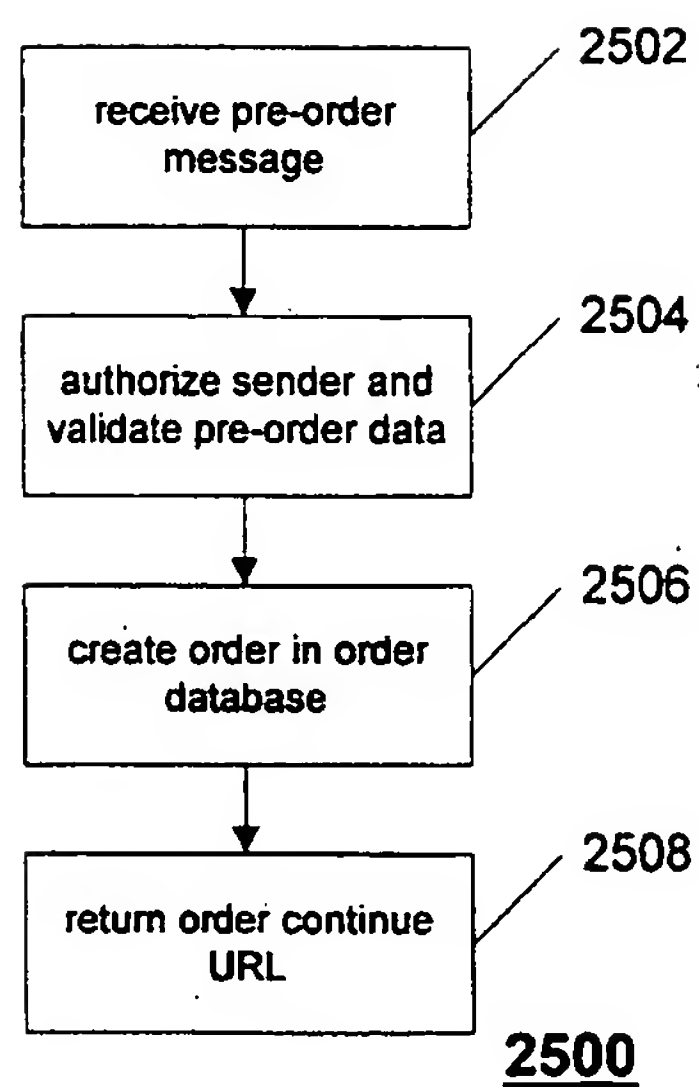 2502
receive pre-order
message
2504
authorize sender and
validate pre-order data
2506
create order in order
database
2508
return order continue
URL
2500